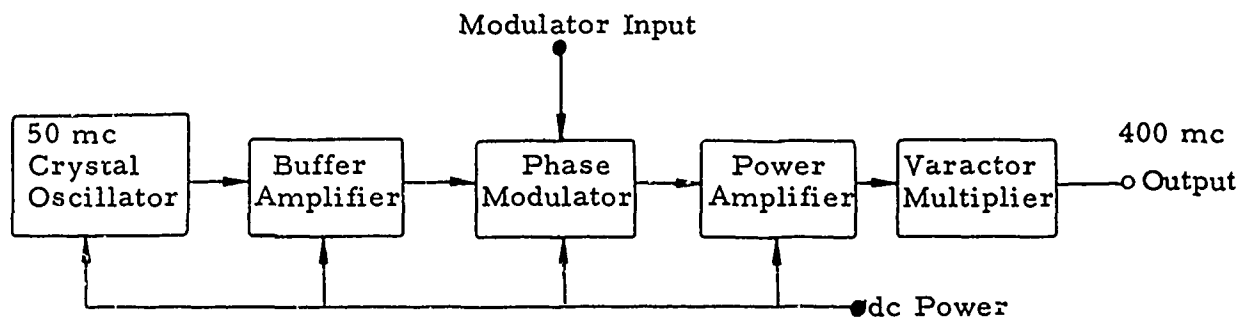 Modulator Input
50 mc
Crystal
Oscillator
Buffer
Amplifier
Phase
Modulator
Power
Amplifier
Varactor
Multiplier
400 mc
Output
dc Power